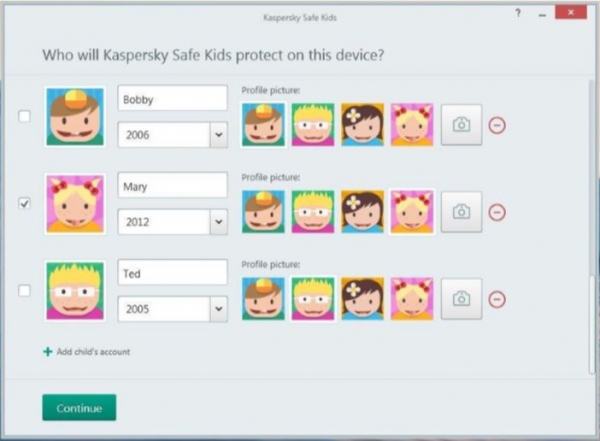 Kaspersky Safe Kids
?
Who will Kaspersky Safe Kids protect on this device?
Bobby
Profile picture:
2006
Mary
Profile picture:
2012
Ted
Profile picture:
2005
Add child's account
Continue